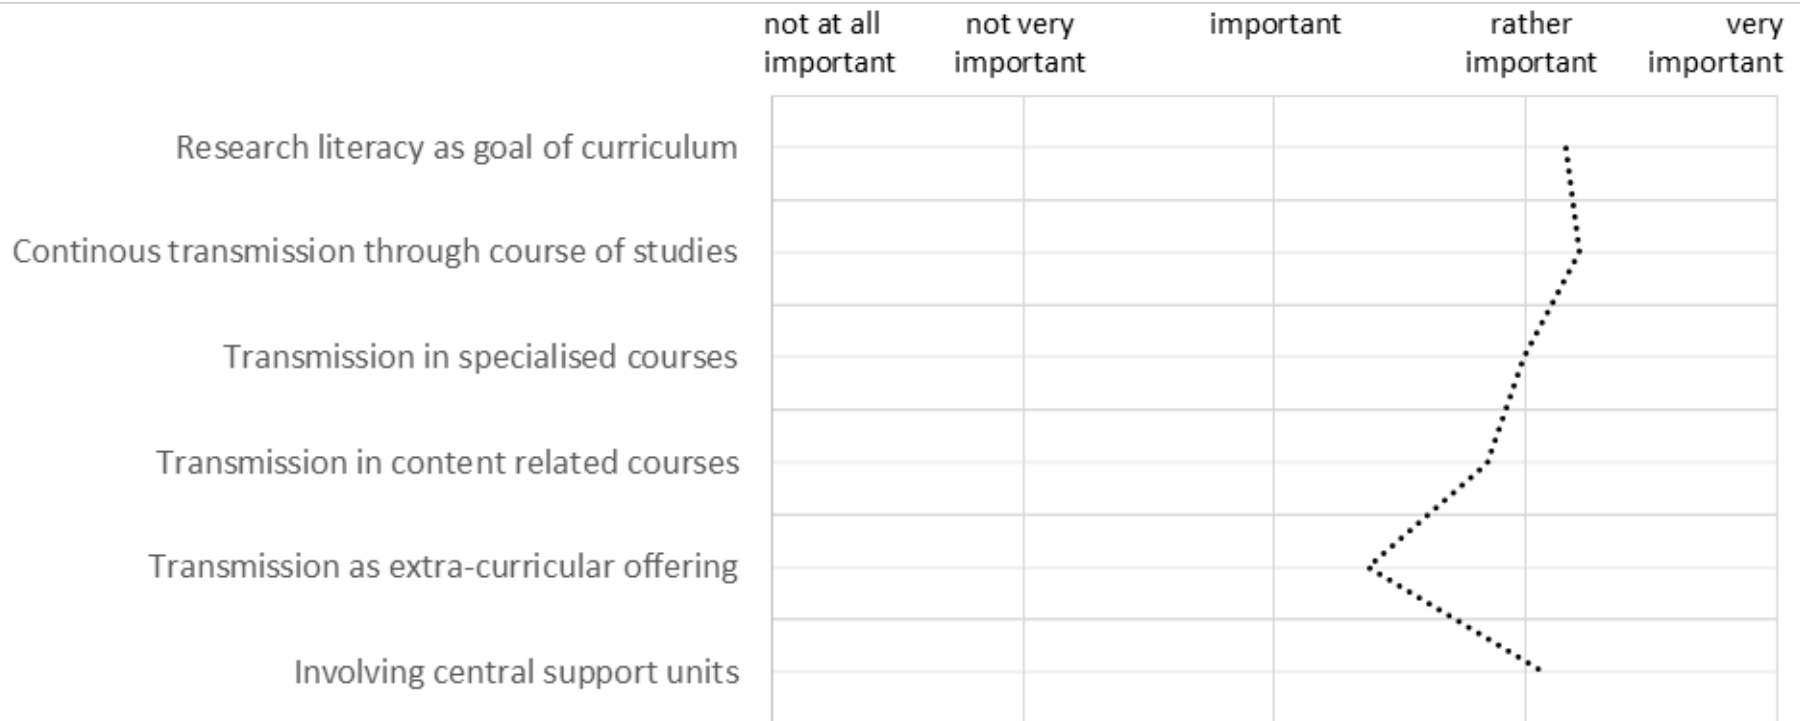 not at all not very important rather very
important important important important
Research literacy as goal of curriculum
Continous transmission through course of studies
Transmission in specialised courses
Transmission in content related courses
Transmission as extra-curricular offering
Involving central support units